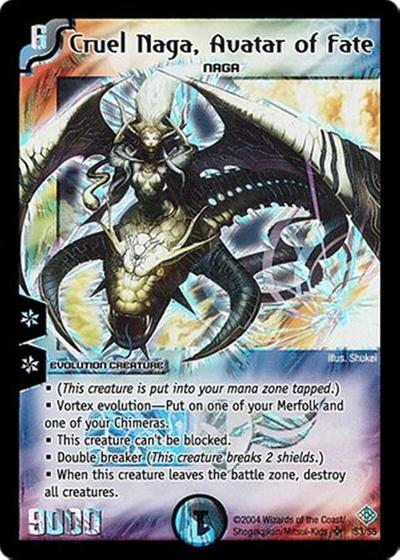 6
Cruel Naga, Avatar of Fate
NAGA
illus. Shukei
EVOLUTION CREATURE
▪ (This creature is put into your mana zone tapped.)
▪ Vortex evolution—Put on one of your Merfolk and
one of your Chimeras.
▪ This creature can't be blocked.
▪ Double breaker (This creature breaks 2 shields.)
▪ When this creature leaves the battle zone, destroy
all creatures.
9000
1
©2004 Wizards of the Coast/
Shogakukan/Mitsui-Kids
S3/S5